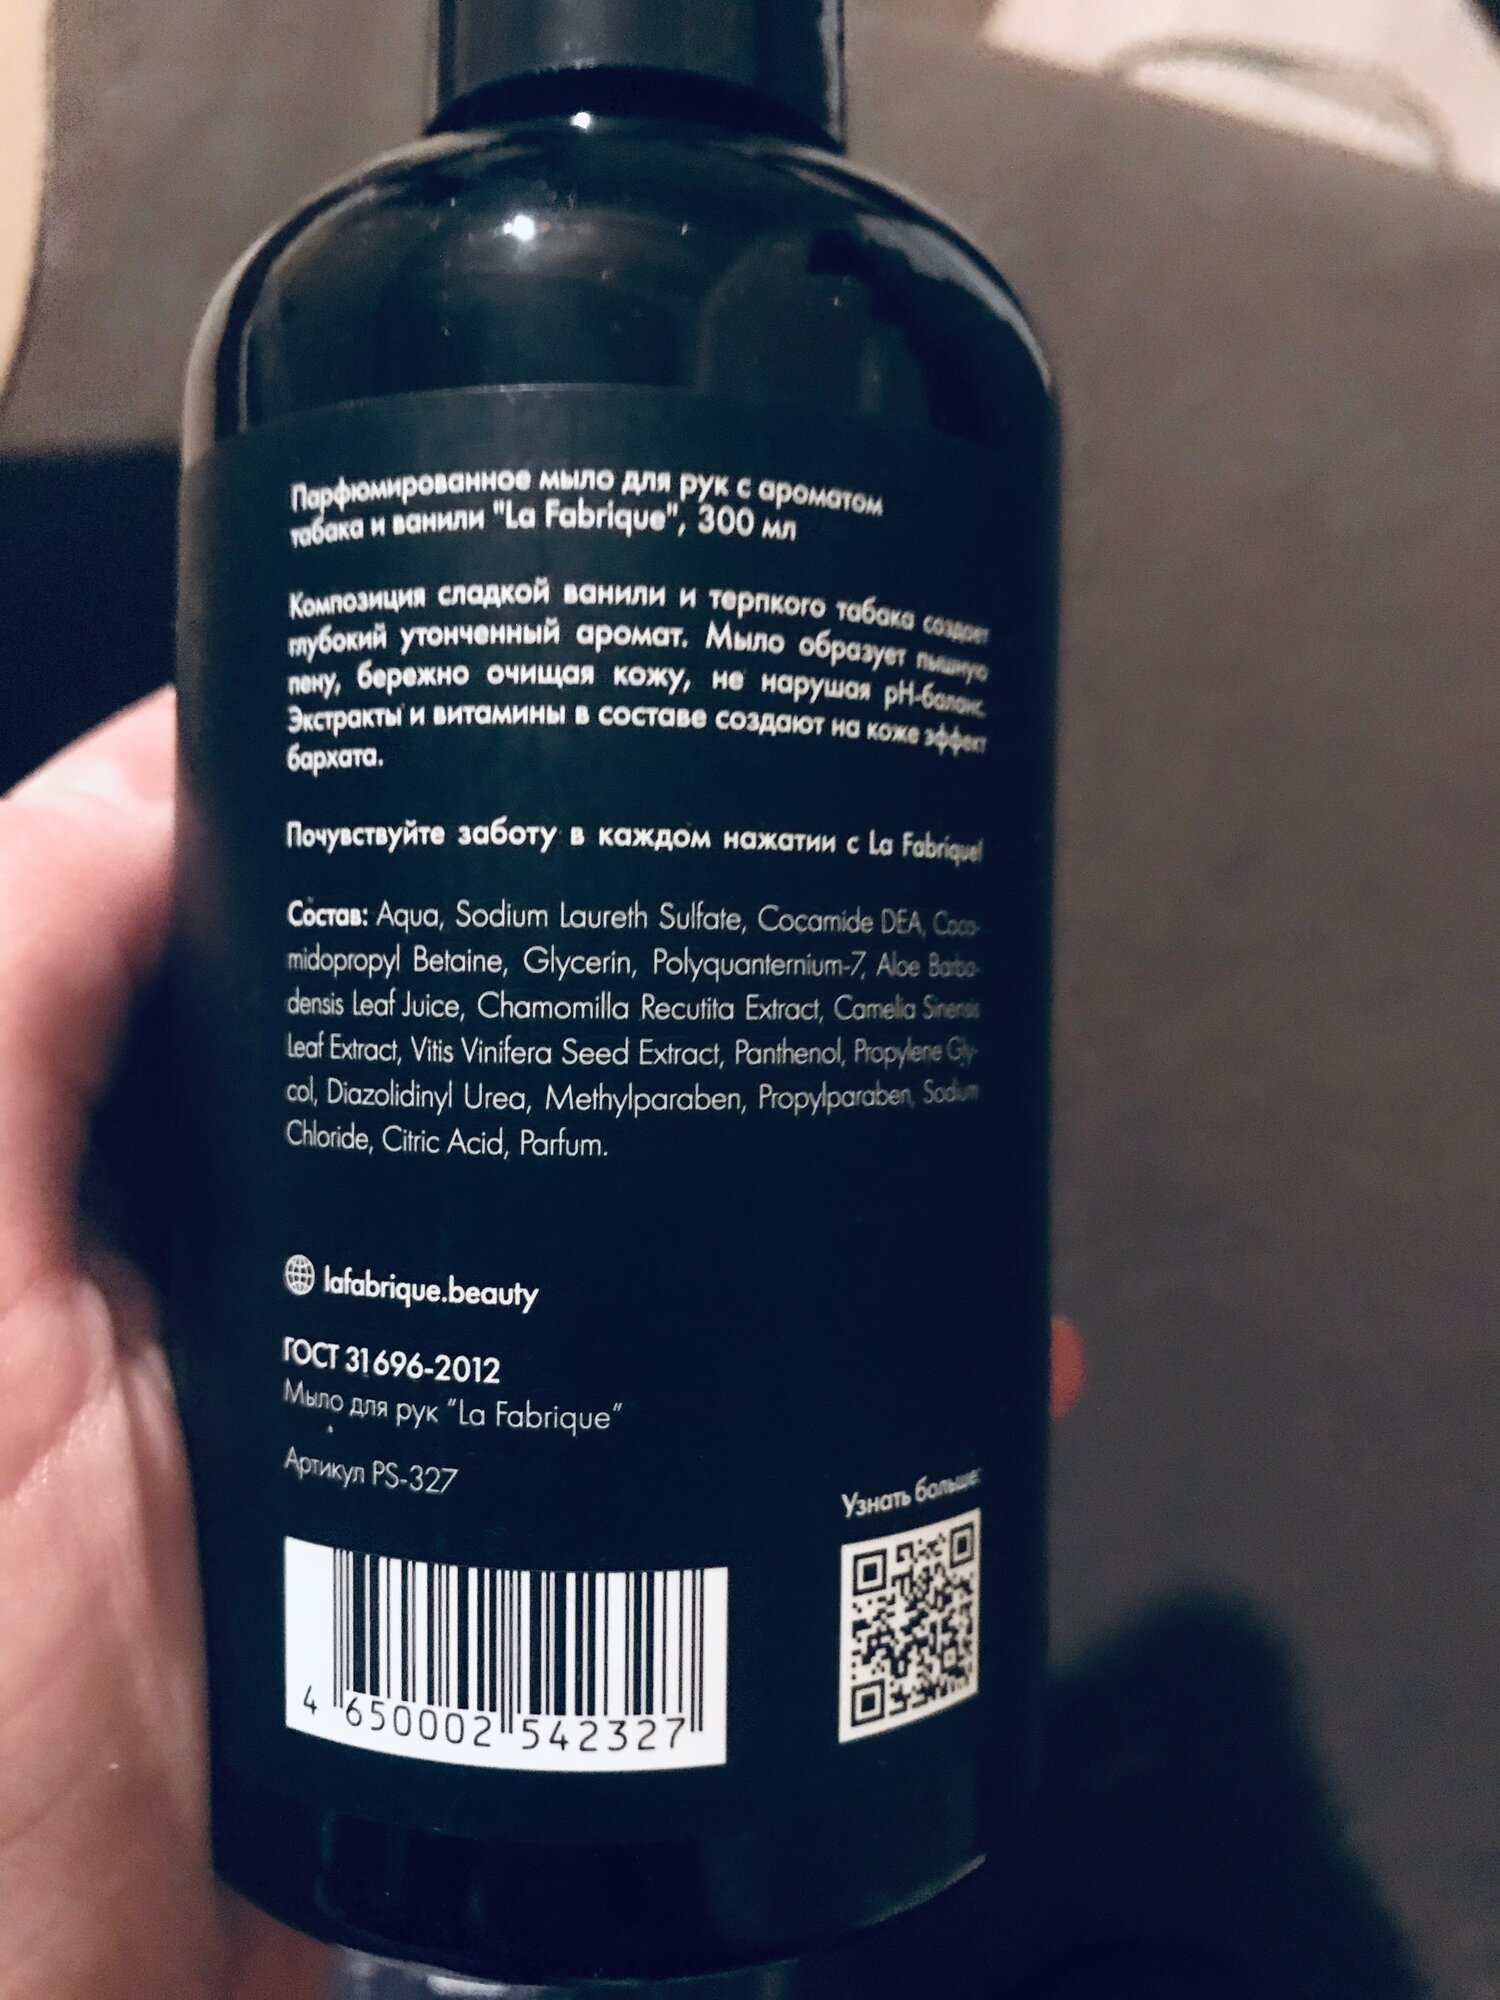 Парфюмированное мыло для рук с ароматом
табака и ванили "La Fabrique", 300 мл
Композиция сладкой ванили и терпкого табака создает
глубокий утонченный аромат. Мыло образует пышную
пену, бережно очищая кожу, не нарушая pH-баланс.
Экстракты и витамины в составе создают на коже эффект
бархата.
Почувствуйте заботу в каждом нажатии с La Fabrique!
Состав: Aqua, Sodium Laureth Sulfate, Cocamide DEA, Coca-
midopropyl Betaine, Glycerin, Polyquanternium-7, Aloe Barba-
densis Leaf Juice, Chamomilla Recutita Extract, Camelia Sinensis
Leaf Extract, Vitis Vinifera Seed Extract, Panthenol, Propylene Gly-
col, Diazolidinyl Urea, Methylparaben, Propylparaben, Sodium
Chloride, Citric Acid, Parfum.
lafabrique.beauty
ГОСТ 31696-2012
Мыло для рук "La Fabrique"
Артикул PS-327
Узнать больше:
4 650002 542327